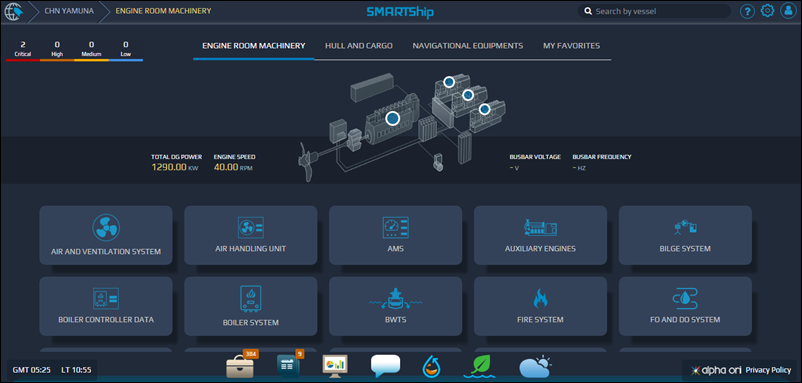 CHN YAMUNA
ENGINE ROOM MACHINERY
SMARTShip
Search by vessel
?
2
Critical
0
High
0
Medium
0
Low
ENGINE ROOM MACHINERY
HULL AND CARGO
NAVIGATIONAL EQUIPMENTS
MY FAVORITES
TOTAL DG POWER
1290.00 KW
ENGINE SPEED
40.00 RPM
BUSBAR VOLTAGE
- V
BUSBAR FREQUENCY
- HZ
AIR AND VENTILATION SYSTEM
AIR HANDLING UNIT
AMS
AUXILIARY ENGINES
BILGE SYSTEM
BOILER CONTROLLER DATA
BOILER SYSTEM
BWTS
FIRE SYSTEM
FO AND DO SYSTEM
GMT 05:25
LT 10:55
384
9
alpha ori
Privacy Policy